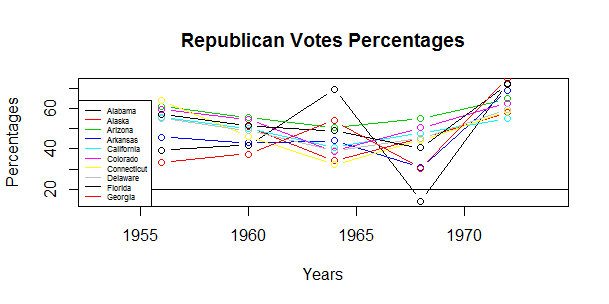 Republican Votes Percentages
Percentages
60
40
20
Alabama
Alaska
Arizona
Arkansas
California
Colorado
Connecticut
Delaware
Florida
Georgia
1955 1960 1965 1970
Years